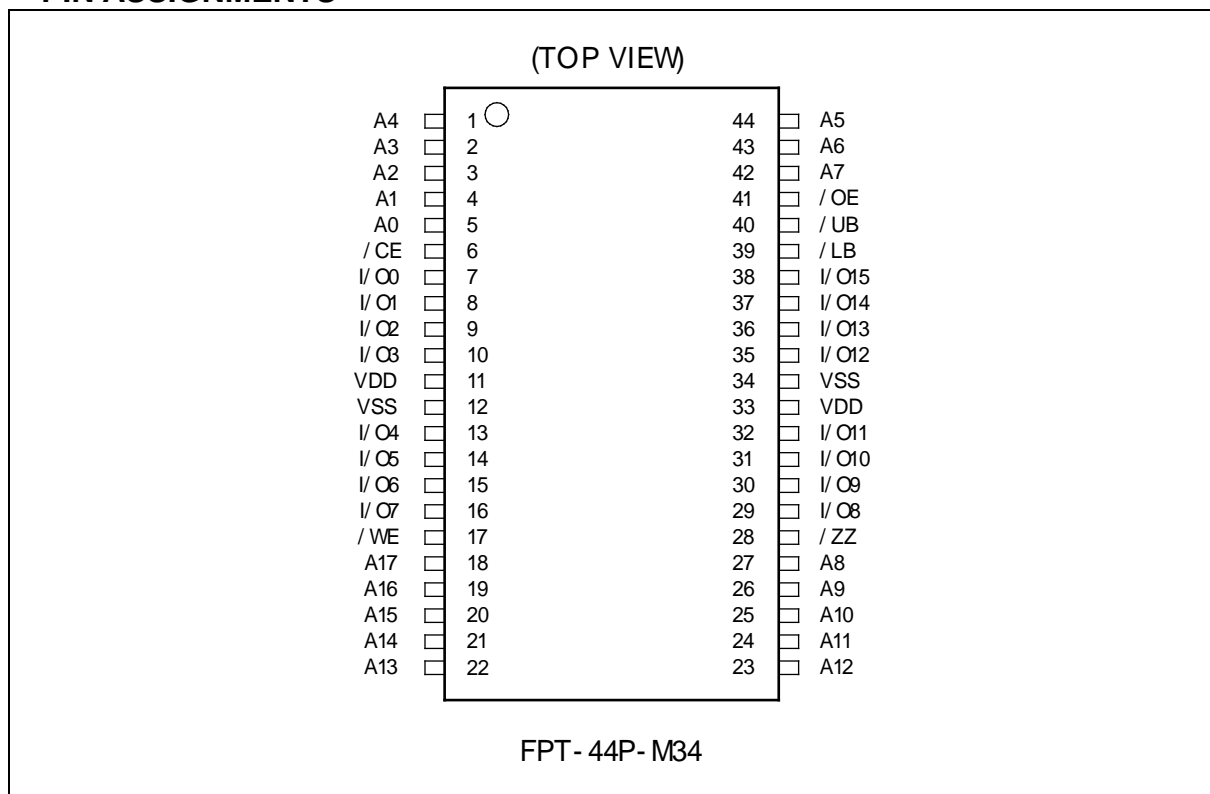 PIN ASSIGNMENTS
(TOP VIEW)
A4 1 44 A5
A3 2 43 A6
A2 3 42 A7
A1 4 41 /OE
A0 5 40 /UB
/CE 6 39 /LB
I/O0 7 38 I/O15
I/O1 8 37 I/O14
I/O2 9 36 I/O13
I/O3 10 35 I/O12
VDD 11 34 VSS
VSS 12 33 VDD
I/O4 13 32 I/O11
I/O5 14 31 I/O10
I/O6 15 30 I/O9
I/O7 16 29 I/O8
/WE 17 28 /ZZ
A17 18 27 A8
A16 19 26 A9
A15 20 25 A10
A14 21 24 A11
A13 22 23 A12
FPT-44P-M34